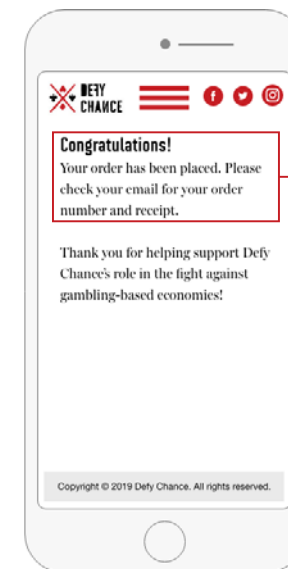 DEFY
CHANCE
Congratulations!
Your order has been placed. Please
check your email for your order
number and receipt.
Thank you for helping support Defy
Chance's role in the fight against
gambling-based economies!
Copyright © 2019 Defy Chance. All rights reserved.